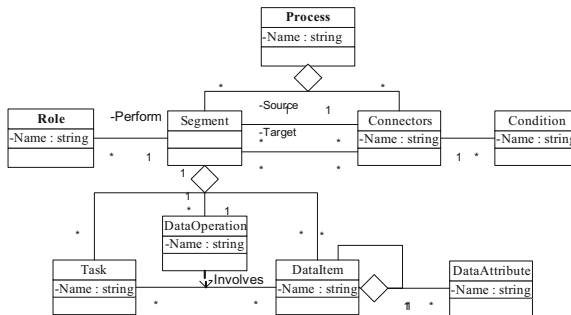 Process
-Name : string
*
*
Role
-Name : string
-Perform
*
1
Segment
-Source
1
1
-Target
*
*
*
*
Connectors
-Name : string
1
*
Condition
-Name : string
1
1
*
*
1
*
DataOperation
-Name : string
Involves
*
*
Task
-Name : string
*
*
DataItem
-Name : string
1
*
DataAttribute
-Name : string